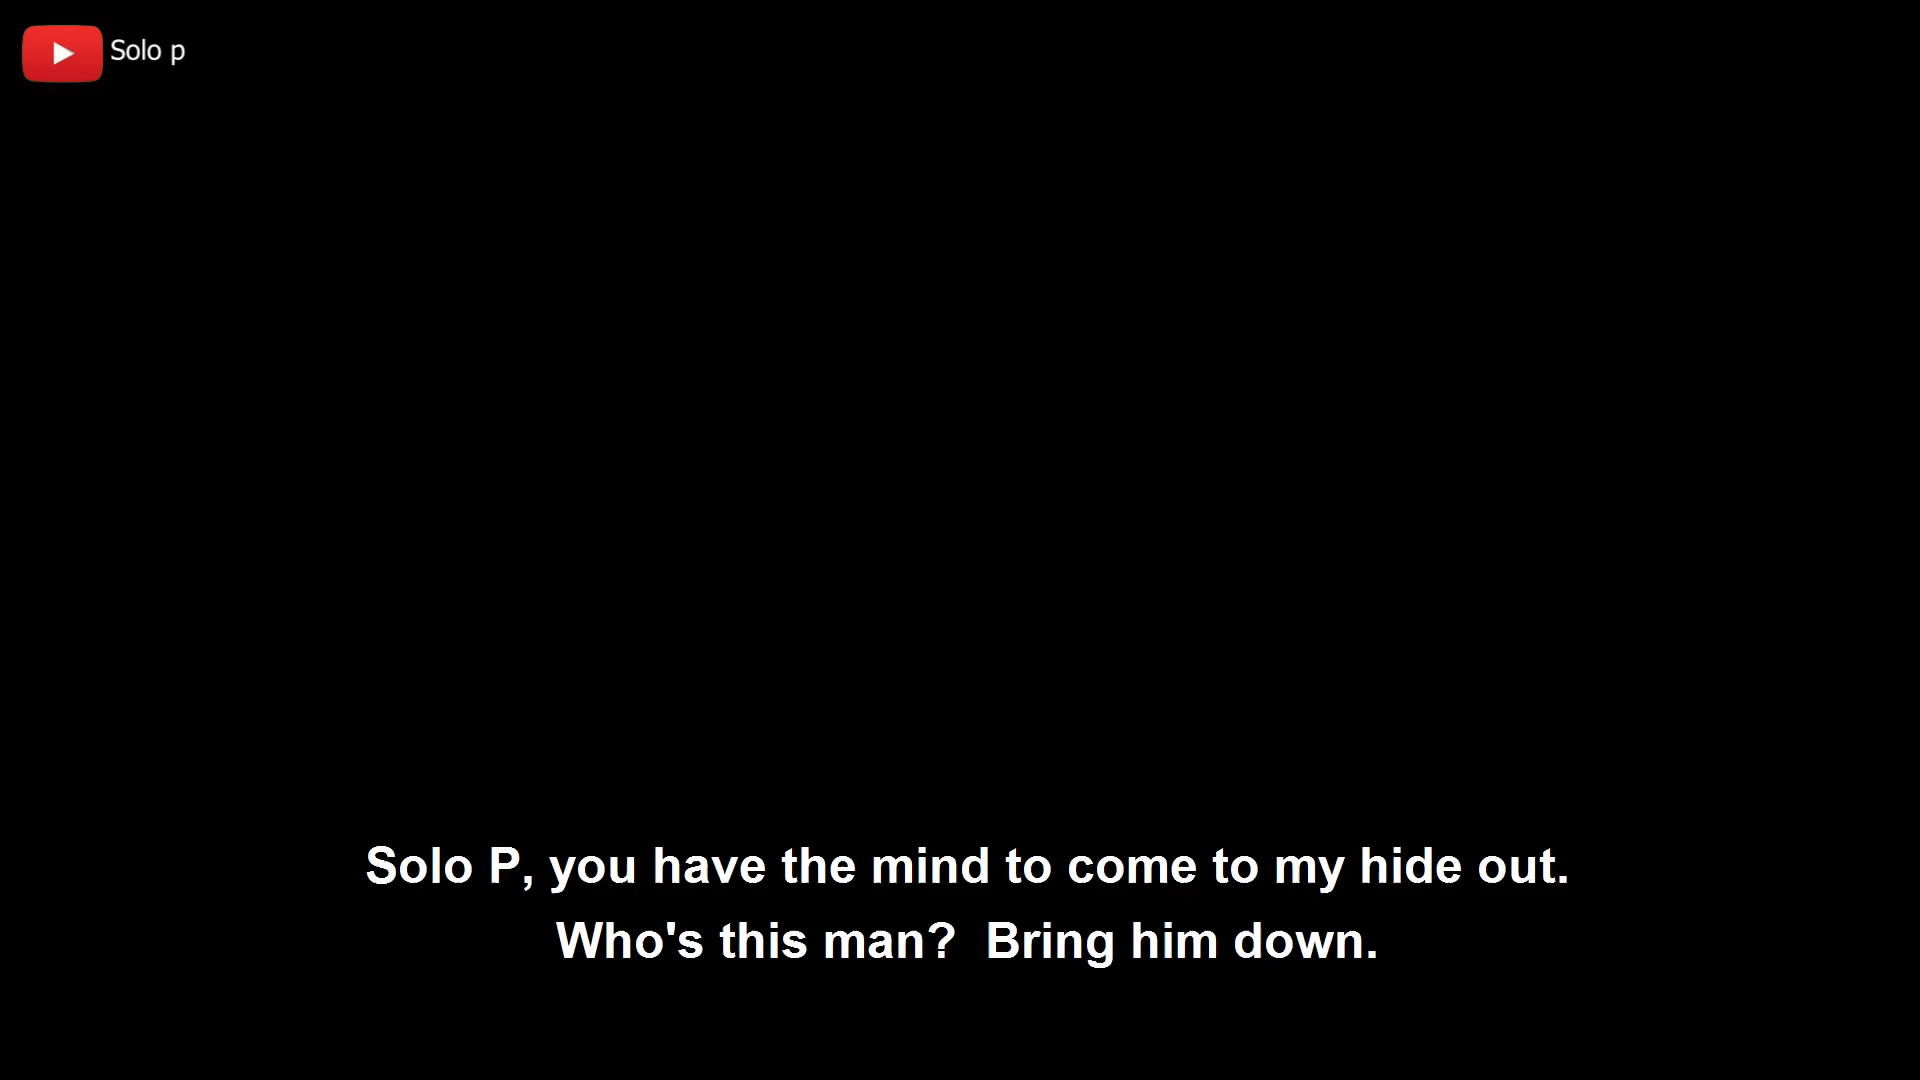 Solo p
Solo P, you have the mind to come to my hide out.
Who's this man?  Bring him down.